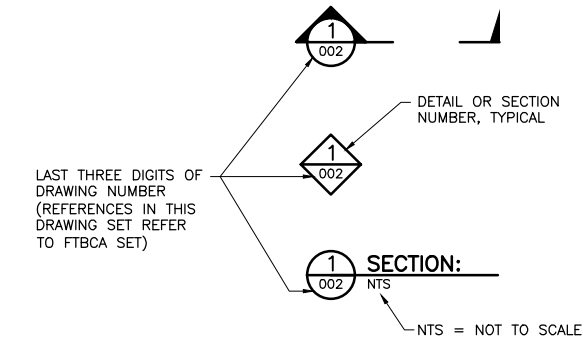 1
002
DETAIL OR SECTION
NUMBER, TYPICAL
1
002
LAST THREE DIGITS OF
DRAWING NUMBER
(REFERENCES IN THIS
DRAWING SET REFER
TO FTBCA SET)
1
002
SECTION:
NTS
NTS = NOT TO SCALE